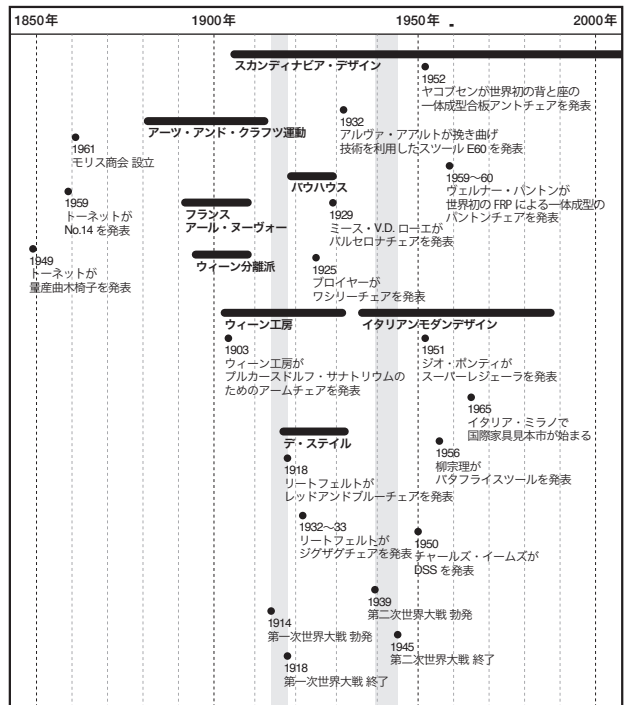 1850年 1900年 1950年 2000年
スカンディナビア・デザイン
1952
ヤコブセンが世界初の背と座の
一体成型合板アントチェアを発表
1932
アルヴァ・アアルトが挽き曲げ
技術を利用したスツール E60 を発表
アーツ・アンド・クラフツ運動
1961
モリス商会 設立
バウハウス
1959〜60
ヴェルナー・パントンが
世界初の FRP による一体成型の
パントンチェアを発表
1959
トーネットが
No.14 を発表
フランス
アール・ヌーヴォー
1929
ミース・V.D. ローエが
バルセロナチェアを発表
1949
トーネットが
量産曲木椅子を発表
ウィーン分離派
1925
ブロイヤーが
ワシリーチェアを発表
ウィーン工房
イタリアンモダンデザイン
1903
ウィーン工房が
プルカースドルフ・サナトリウムの
ためのアームチェアを発表
1951
ジオ・ポンティが
スーパーレジェーラを発表
1965
イタリア・ミラノで
国際家具見本市が始まる
デ・ステイル
1918
リートフェルトが
レッドアンドブルーチェアを発表
1956
柳宗理が
バタフライスツールを発表
1932〜33
リートフェルトが
ジグザグチェアを発表
1950
チャールズ・イームズが
DSS を発表
1939
第二次世界大戦 勃発
1914
第一次世界大戦 勃発
1945
第二次世界大戦 終了
1918
第一次世界大戦 終了